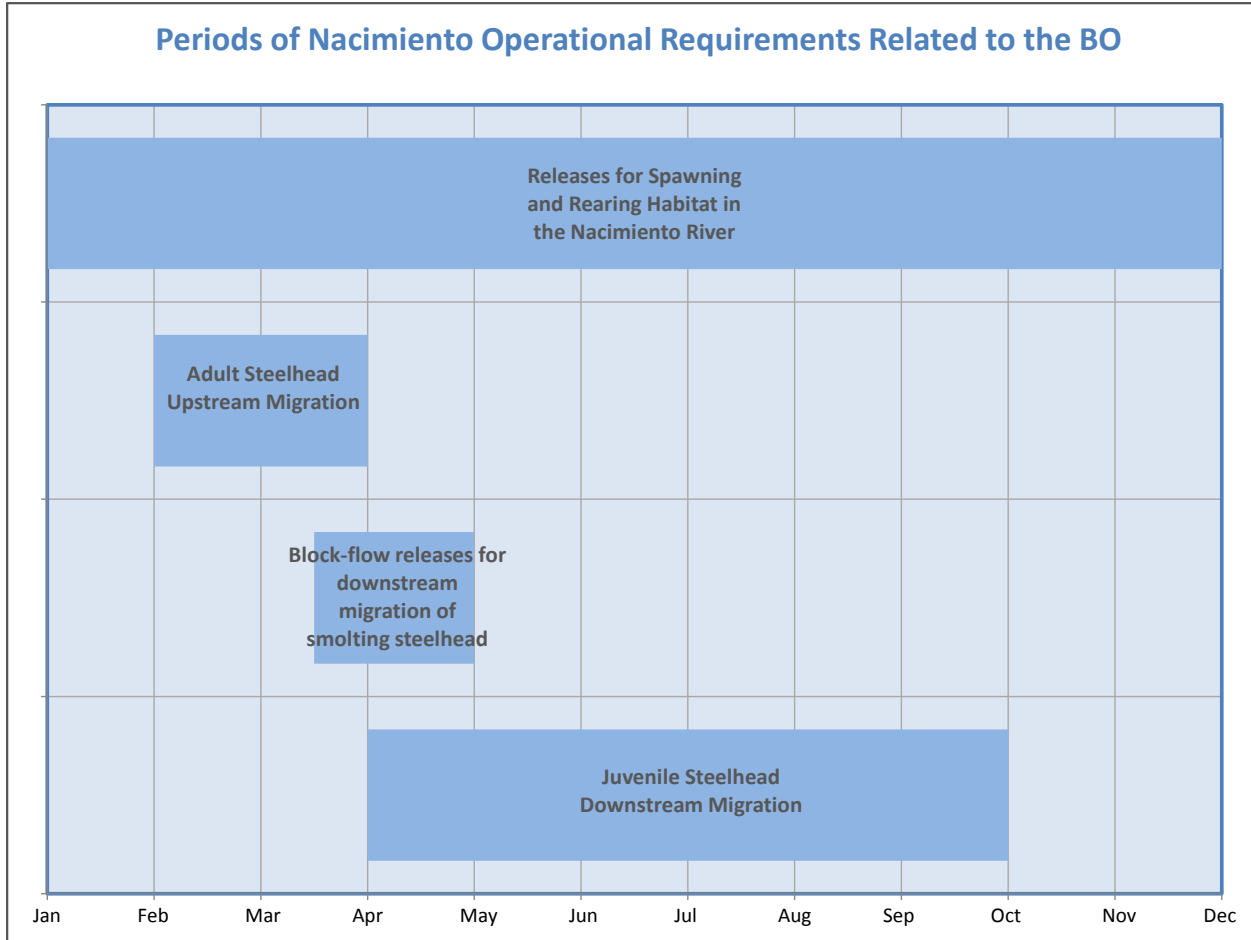 Periods of Nacimiento Operational Requirements Related to the BO
Releases for Spawning
and Rearing Habitat in
the Nacimiento River
Adult Steelhead
Upstream Migration
Block-flow releases for
downstream
migration of
smolting steelhead
Juvenile Steelhead
Downstream Migration
Jan Feb Mar Apr May Jun Jul Aug Sep Oct Nov Dec